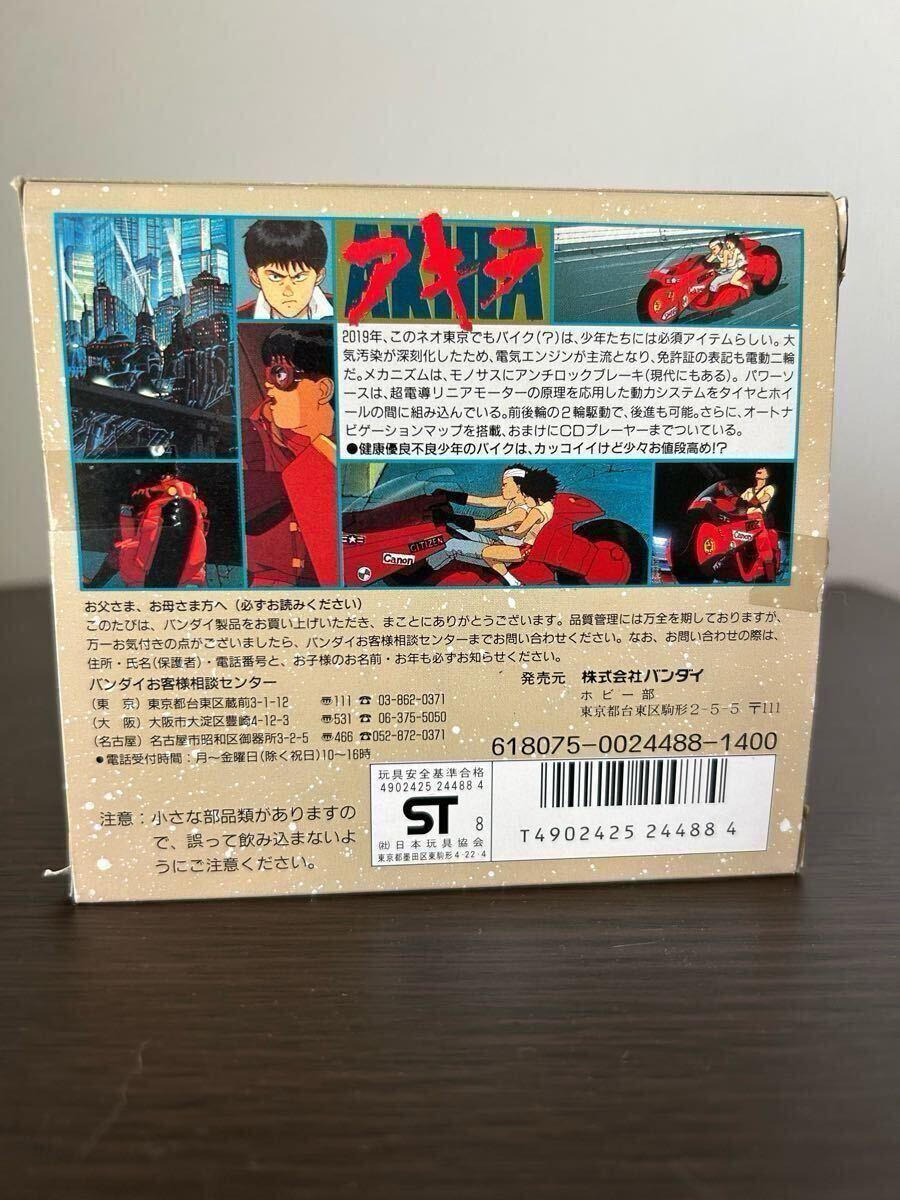 AKIRA
アキラ
2019年、このネオ東京でもバイク(?)は、少年たちには必須アイテムらしい。大
気汚染が深刻化したため、電気エンジンが主流となり、免許証の表記も電動二輪
だ。メカニズムは、モノサスにアンチロックブレーキ(現代にもある)。パワーソ
ースは、超電導リニアモーターの原理を応用した動力システムをタイヤとホイ
ールの間に組み込んでいる。前後輪の2輪駆動で、後進も可能。さらに、オートナ
ビゲーションマップを搭載、おまけにCDプレーヤーまでついている。
●健康優良不良少年のバイクは、カッコイイけど少々お値段高め!?
CITIZEN
Canon
Canon
お父さま、お母さま方へ(必ずお読みください)
このたびは、バンダイ製品をお買い上げいただき、まことにありがとうございます。品質管理には万全を期しておりますが、
万一お気付きの点がございましたら、バンダイお客様相談センターまでお問い合わせください。なお、お問い合わせの際は、
住所・氏名(保護者)・電話番号と、お子様のお名前・お年も必ずお知らせください。
バンダイお客様相談センター
(東 京)東京都台東区蔵前3-1-12 〠111 ☎03-862-0371
(大 阪)大阪市大淀区豊崎4-12-3 〠531 ☎06-375-5050
(名古屋)名古屋市昭和区御器所3-2-5 〠466 ☎052-872-0371
●電話受付時間:月〜金曜日(除く祝日)10〜16時
発売元 株式会社バンダイ
ホビー部
東京都台東区駒形2-5-5 〒111
618075-0024488-1400
注意:小さな部品類がありますの
で、誤って飲み込まないよ
うにご注意ください。
玩具安全基準合格
4902425 24488 4
ST 8
(社)日本玩具協会
東京都墨田区東駒形4-22-4
T4902425 24488 4